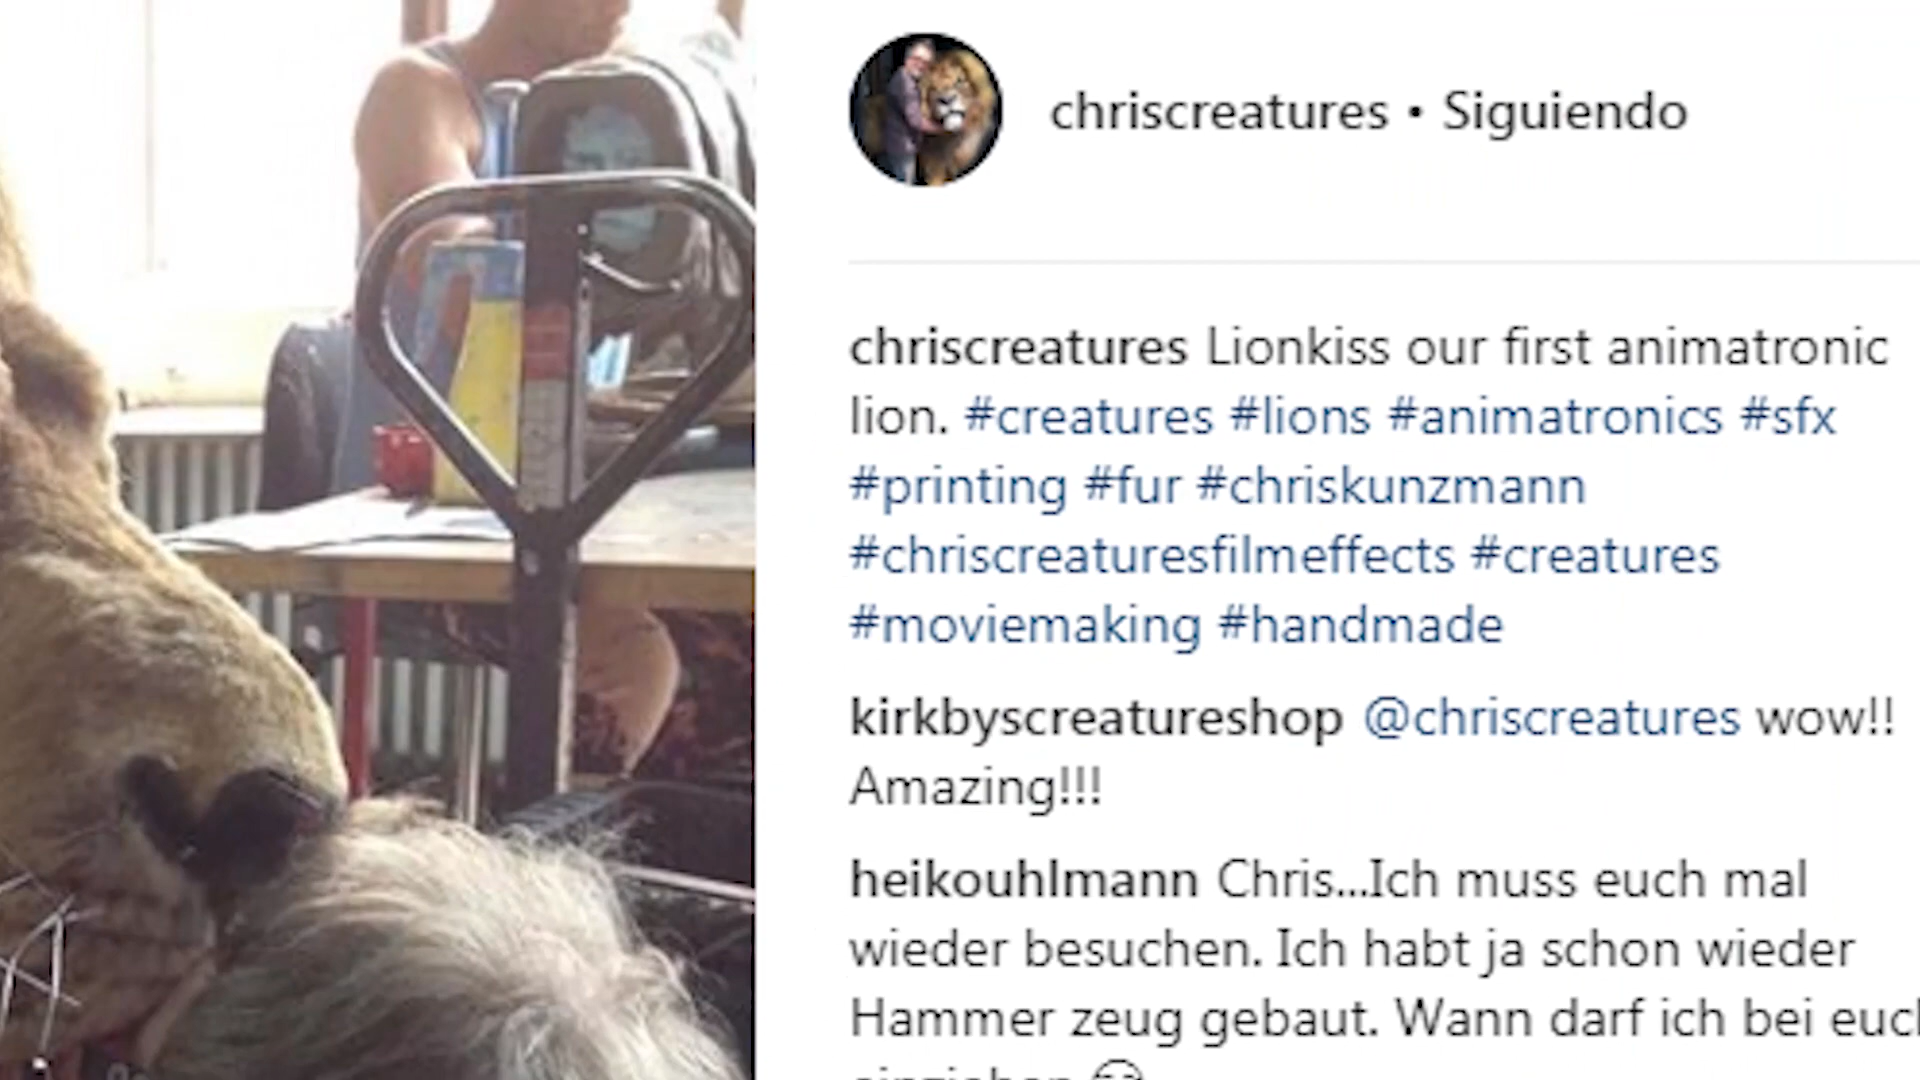 chriscreatures • Siguiendo
chriscreatures Lionkiss our first animatronic
lion. #creatures #lions #animatronics #sfx
#printing #fur #chriskunzmann
#chriscreaturesfilmeffects #creatures
#moviemaking #handmade
kirkbyscreatureshop @chriscreatures wow!!
Amazing!!!
heikouhlmann Chris...Ich muss euch mal
wieder besuchen. Ich habt ja schon wieder
Hammer zeug gebaut. Wann darf ich bei euch